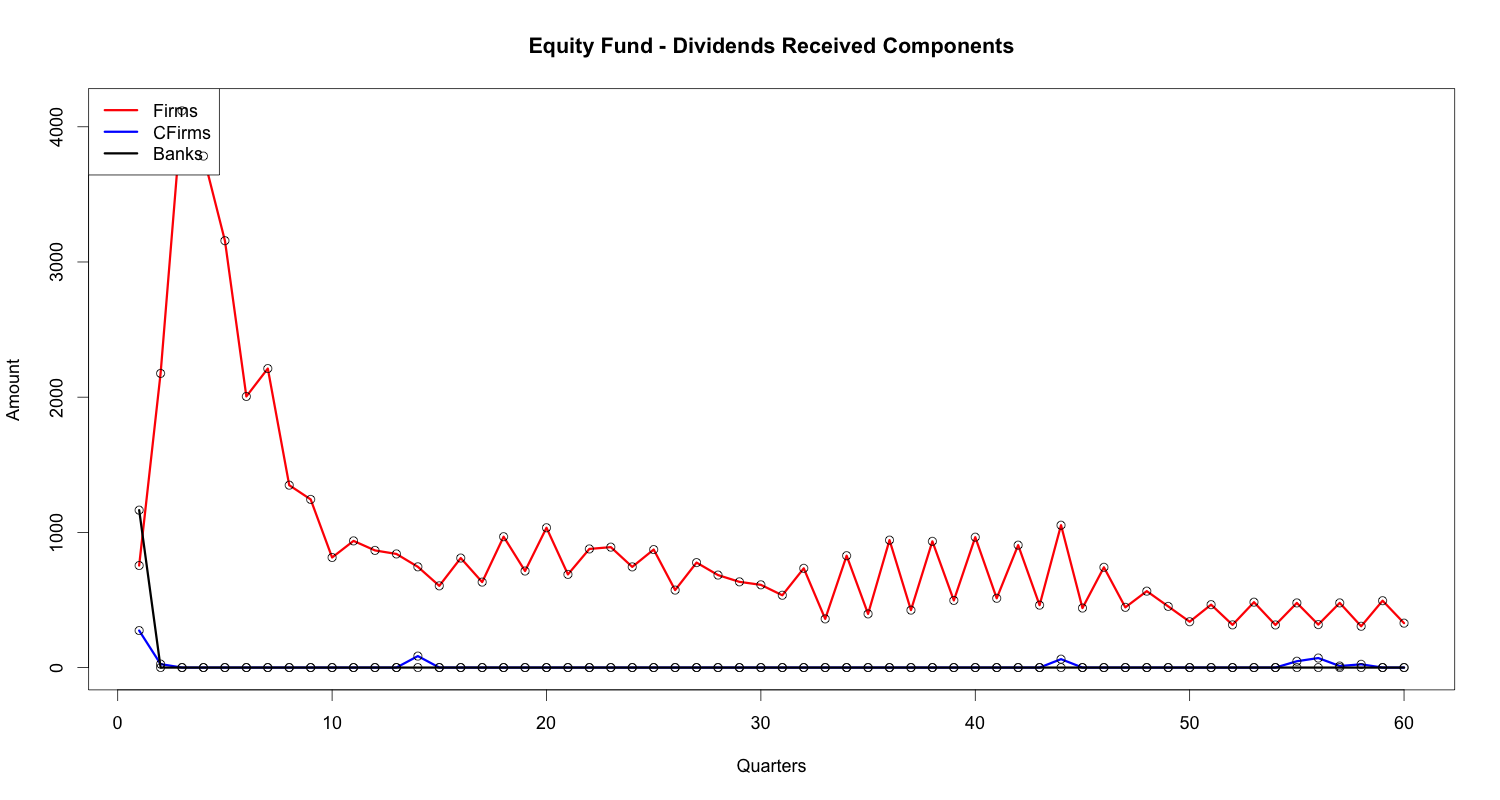 Equity Fund - Dividends Received Components
Firms
CFirms
Banks
4000
3000
2000
1000
0
Amount
0 10 20 30 40 50 60
Quarters